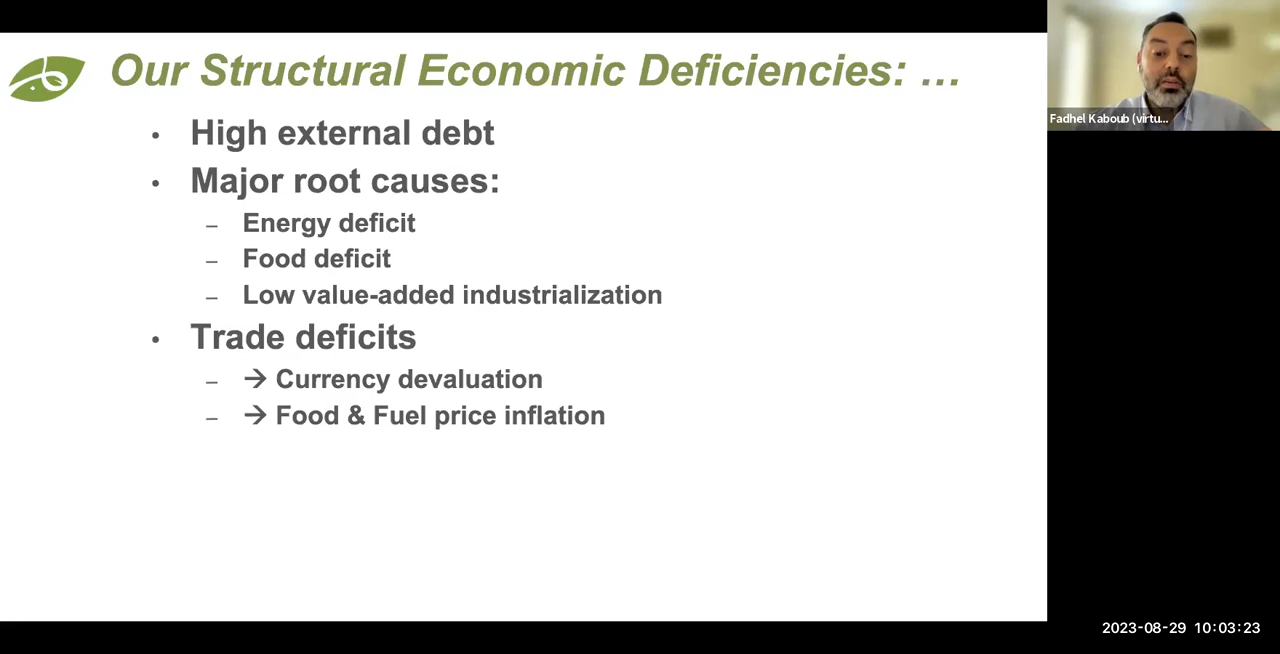 Our Structural Economic Deficiencies: ...
• High external debt
• Major root causes:
– Energy deficit
– Food deficit
– Low value-added industrialization
• Trade deficits
– → Currency devaluation
– → Food & Fuel price inflation
Fadhel Kaboub (virtu...
2023-08-29 10:03:23